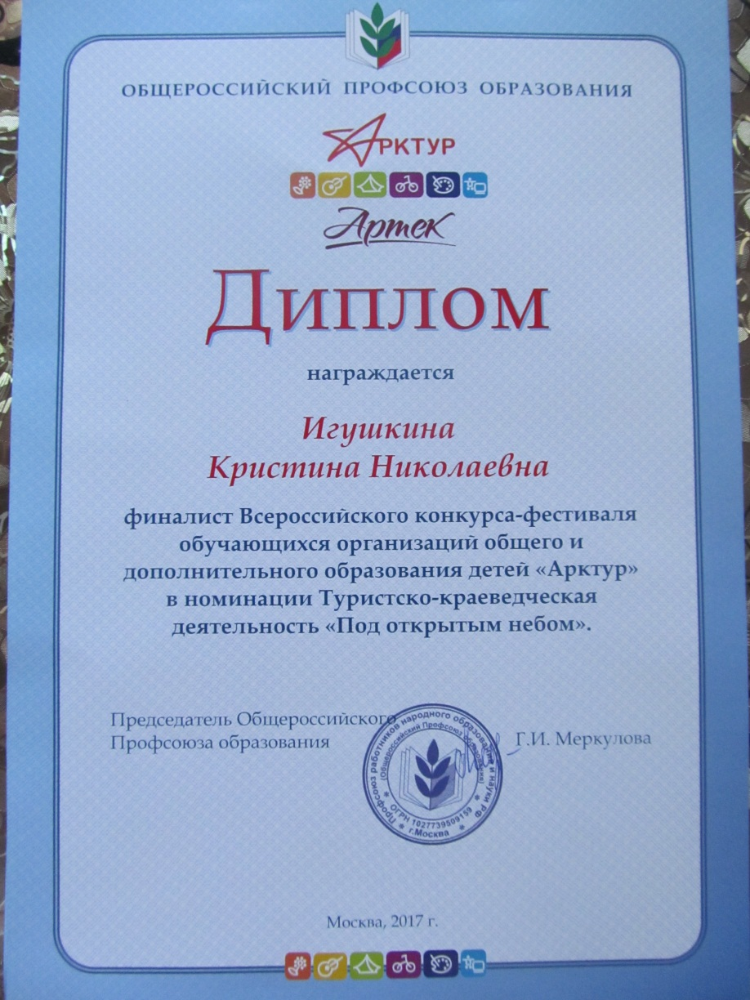 ОБЩЕРОССИЙСКИЙ ПРОФСОЮЗ ОБРАЗОВАНИЯ
АРКТУР
Артек
Диплом
награждается
Игушкина
Кристина Николаевна
финалист Всероссийского конкурса-фестиваля
обучающихся организаций общего и
дополнительного образования детей «Арктур»
в номинации Туристско-краеведческая
деятельность «Под открытым небом».
Председатель Общероссийского
Профсоюза образования
Г.И. Меркулова
Профсоюз работников народного образования и науки РФ
(Общероссийский Профсоюз образования)
ОГРН 1027739509159
г.Москва
Москва, 2017 г.